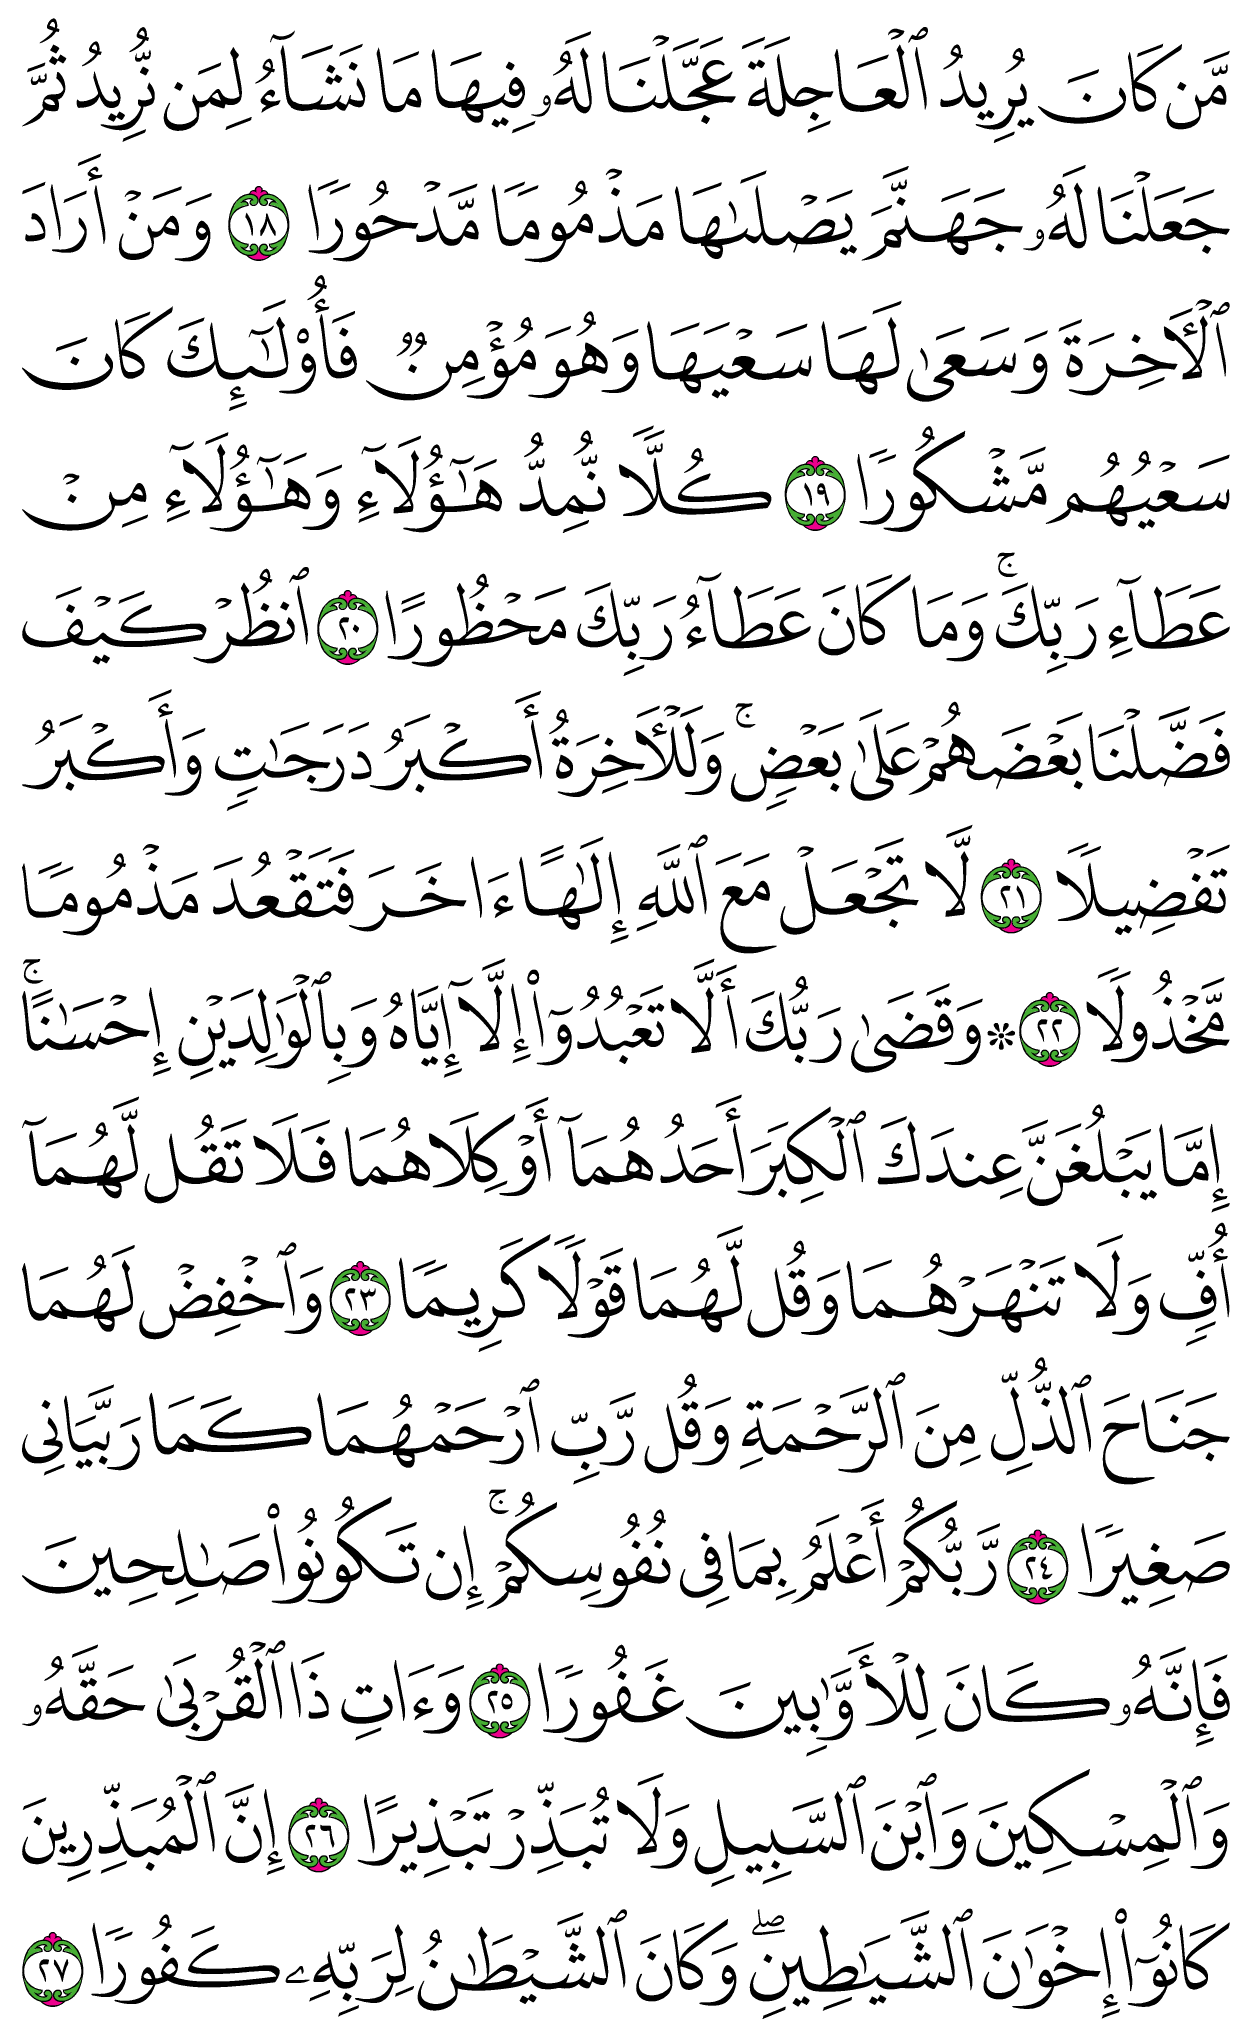 مَّن كَانَ يُرِيدُ ٱلْعَاجِلَةَ عَجَّلْنَا لَهُۥ فِيهَا مَا نَشَآءُ لِمَن نُّرِيدُ ثُمَّ
جَعَلْنَا لَهُۥ جَهَنَّمَ يَصْلَىٰهَا مَذْمُومًا مَّدْحُورًا ١٨ وَمَنْ أَرَادَ
ٱلْأَخِرَةَ وَسَعَىٰ لَهَا سَعْيَهَا وَهُوَ مُؤْمِنٌ فَأُو۟لَـٰٓئِكَ كَانَ
سَعْيُهُم مَّشْكُورًا ١٩ كُلًّا نُّمِدُّ هَـٰٓؤُلَآءِ وَهَـٰٓؤُلَآءِ مِنْ
عَطَآءِ رَبِّكَ ۚ وَمَا كَانَ عَطَآءُ رَبِّكَ مَحْظُورًا ٢٠ ٱنظُرْ كَيْفَ
فَضَّلْنَا بَعْضَهُمْ عَلَىٰ بَعْضٍ ۚ وَلَلْـَٔاخِرَةُ أَكْبَرُ دَرَجَـٰتٍ وَأَكْبَرُ
تَفْضِيلًا ٢١ لَّا تَجْعَلْ مَعَ ٱللَّهِ إِلَـٰهًا ءَاخَرَ فَتَقْعُدَ مَذْمُومًا
مَّخْذُولًا ٢٢ ۞ وَقَضَىٰ رَبُّكَ أَلَّا تَعْبُدُوٓا۟ إِلَّآ إِيَّاهُ وَبِٱلْوَٰلِدَيْنِ إِحْسَـٰنًا ۚ
إِمَّا يَبْلُغَنَّ عِندَكَ ٱلْكِبَرَ أَحَدُهُمَآ أَوْ كِلَاهُمَا فَلَا تَقُل لَّهُمَآ
أُفٍّ وَلَا تَنْهَرْهُمَا وَقُل لَّهُمَا قَوْلًا كَرِيمًا ٢٣ وَٱخْفِضْ لَهُمَا
جَنَاحَ ٱلذُّلِّ مِنَ ٱلرَّحْمَةِ وَقُل رَّبِّ ٱرْحَمْهُمَا كَمَا رَبَّيَانِى
صَغِيرًا ٢٤ رَّبُّكُمْ أَعْلَمُ بِمَا فِى نُفُوسِكُمْ ۚ إِن تَكُونُوا۟ صَـٰلِحِينَ
فَإِنَّهُۥ كَانَ لِلْأَوَّٰبِينَ غَفُورًا ٢٥ وَءَاتِ ذَا ٱلْقُرْبَىٰ حَقَّهُۥ
وَٱلْمِسْكِينَ وَٱبْنَ ٱلسَّبِيلِ وَلَا تُبَذِّرْ تَبْذِيرًا ٢٦ إِنَّ ٱلْمُبَذِّرِينَ
كَانُوٓا۟ إِخْوَٰنَ ٱلشَّيَـٰطِينِ ۖ وَكَانَ ٱلشَّيْطَـٰنُ لِرَبِّهِۦ كَفُورًا ٢٧